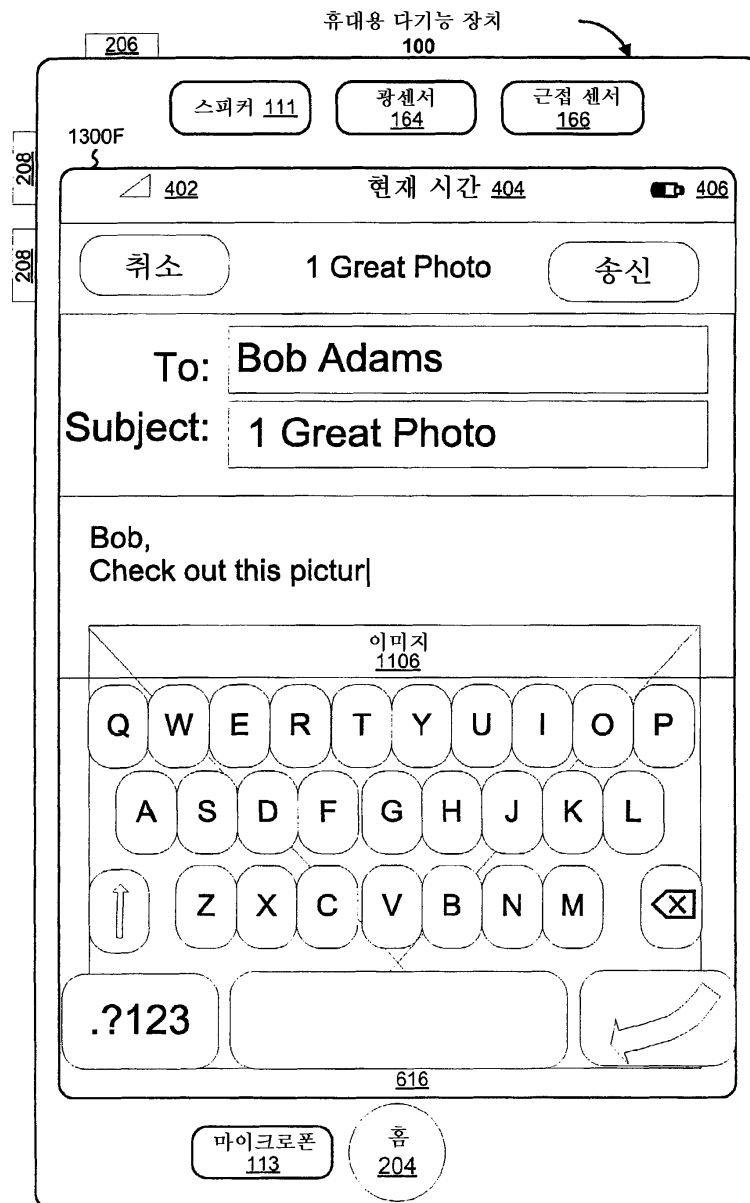 휴대용 다기능 장치
100
206
스피커 111
광센서
164
근접 센서
166
208
1300F
402
현재 시간 404
406
208
취소
1 Great Photo
송신
To: Bob Adams
Subject: 1 Great Photo
Bob,
Check out this pictur
이미지
1106
Q W E R T Y U I O P
A S D F G H J K L
Z X C V B N M
.?123
616
마이크로폰
113
홈
204